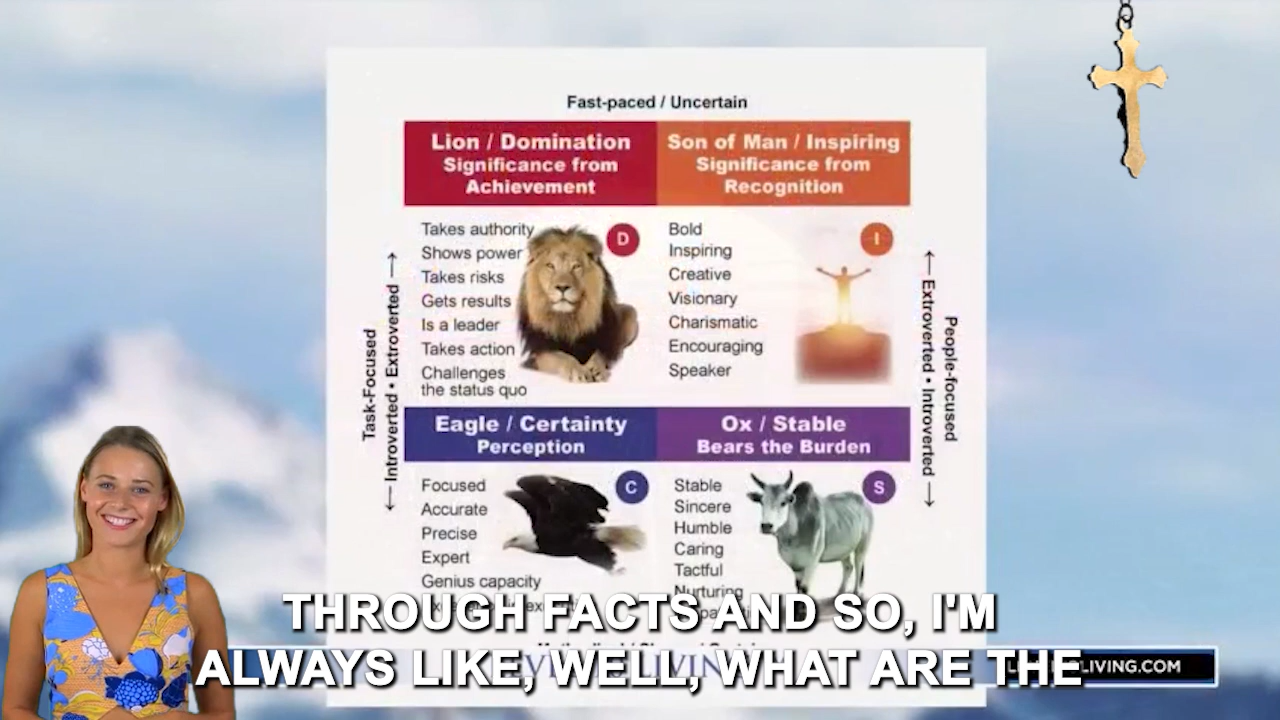 Fast-paced / Uncertain
Lion / Domination
Significance from
Achievement
Son of Man / Inspiring
Significance from
Recognition
Takes authority
Shows power
Takes risks
Gets results
Is a leader
Takes action
Challenges
the status quo
D
Bold
Inspiring
Creative
Visionary
Charismatic
Encouraging
Speaker
I
Task-Focused
← Introverted • Extroverted →
People-focused
← Extroverted • Introverted →
Eagle / Certainty
Perception
Ox / Stable
Bears the Burden
Focused
Accurate
Precise
Expert
Genius capacity
C
Stable
Sincere
Humble
Caring
Tactful
Nurturing
S
THROUGH FACTS AND SO, I'M
ALWAYS LIKE, WELL, WHAT ARE THE
LIVING.COM